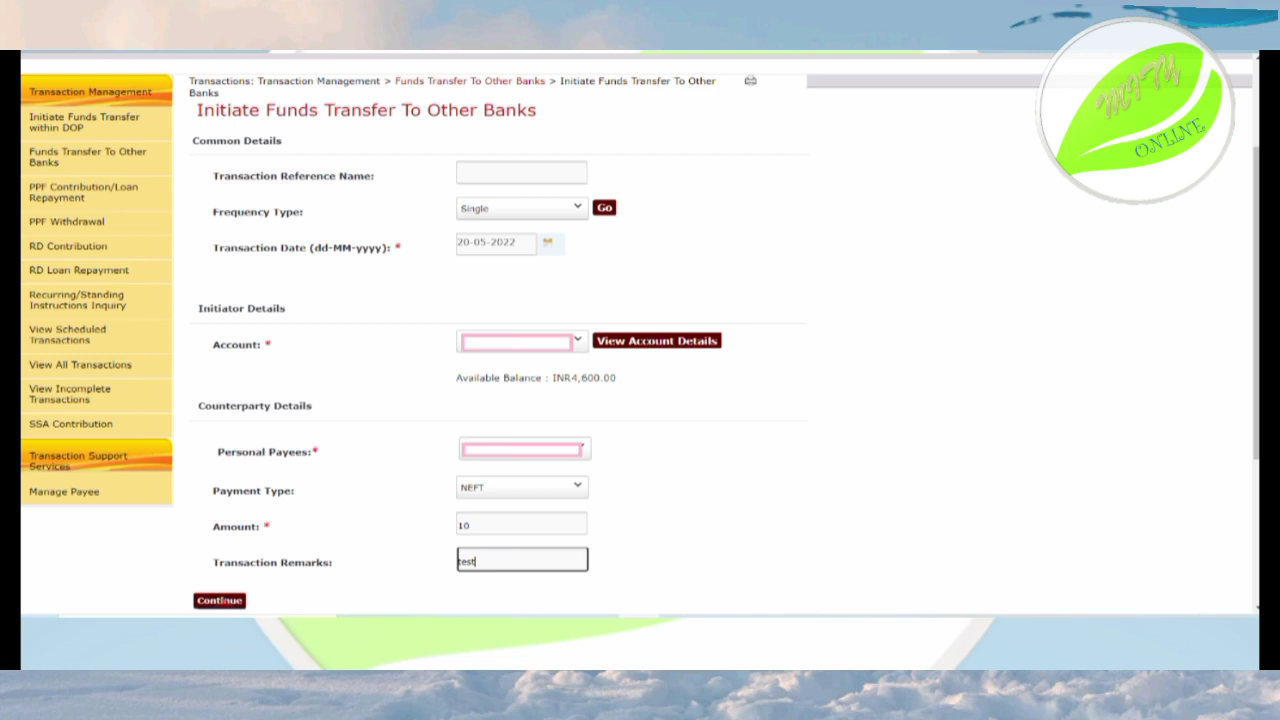 Transactions: Transaction Management > Funds Transfer To Other Banks > Initiate Funds Transfer To Other
Banks
Initiate Funds Transfer To Other Banks
Transaction Management
Initiate Funds Transfer
within DOP
Funds Transfer To Other
Banks
PPF Contribution/Loan
Repayment
PPF Withdrawal
RD Contribution
RD Loan Repayment
Recurring/Standing
Instructions Inquiry
View Scheduled
Transactions
View All Transactions
View Incomplete
Transactions
SSA Contribution
Transaction Support
Services
Manage Payee
Common Details
Transaction Reference Name:
Frequency Type: Single Go
Transaction Date (dd-MM-yyyy): * 20-05-2022
Initiator Details
Account: * View Account Details
Available Balance : INR4,600.00
Counterparty Details
Personal Payees:*
Payment Type: NEFT
Amount: * 10
Transaction Remarks: test
Continue
ONLINE